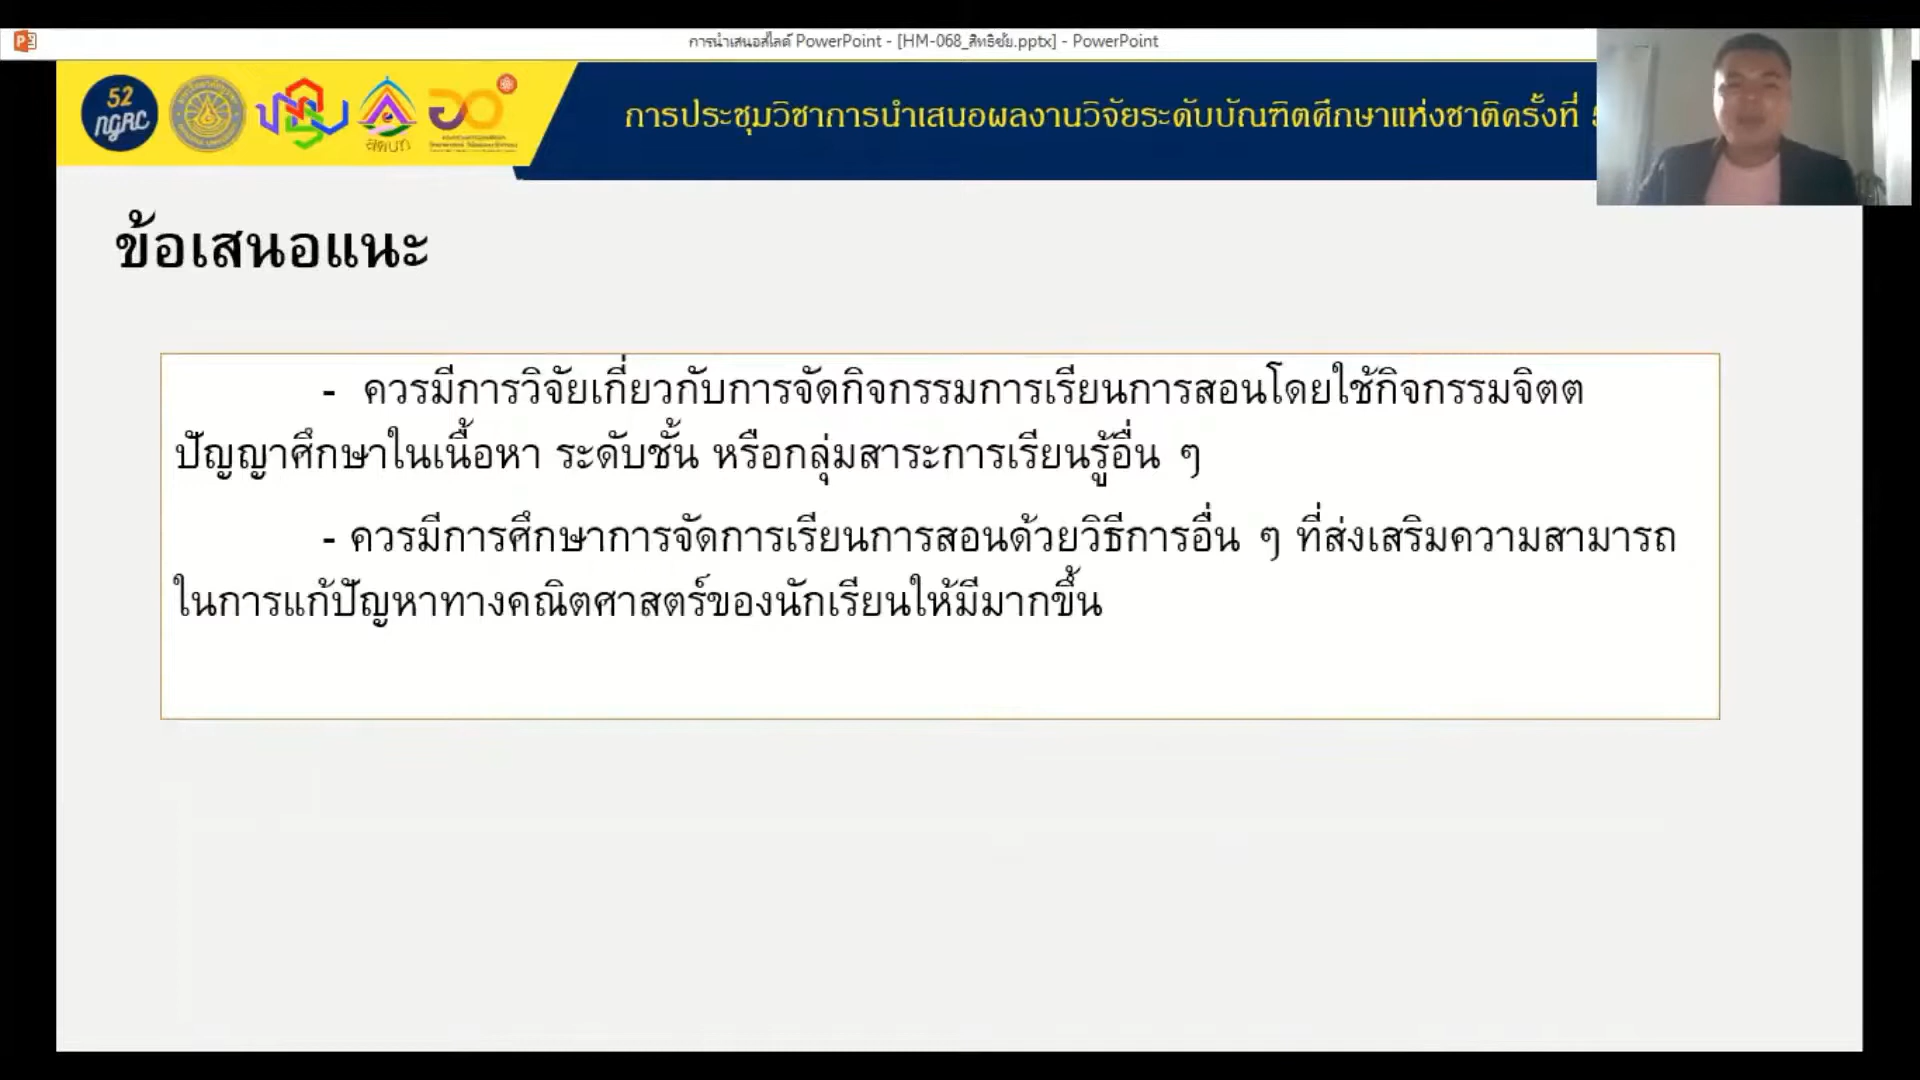 การนำเสนอสไลด์ PowerPoint - [HM-068_สิทธิชัย.pptx] - PowerPoint
52
NGRC
สคบท
การประชุมวิชาการนำเสนอผลงานวิจัยระดับบัณฑิตศึกษาแห่งชาติครั้งที่
ข้อเสนอแนะ
- ควรมีการวิจัยเกี่ยวกับการจัดกิจกรรมการเรียนการสอนโดยใช้กิจกรรมจิตต
ปัญญาศึกษาในเนื้อหา ระดับชั้น หรือกลุ่มสาระการเรียนรู้อื่น ๆ
- ควรมีการศึกษาการจัดการเรียนการสอนด้วยวิธีการอื่น ๆ ที่ส่งเสริมความสามารถ
ในการแก้ปัญหาทางคณิตศาสตร์ของนักเรียนให้มีมากขึ้น